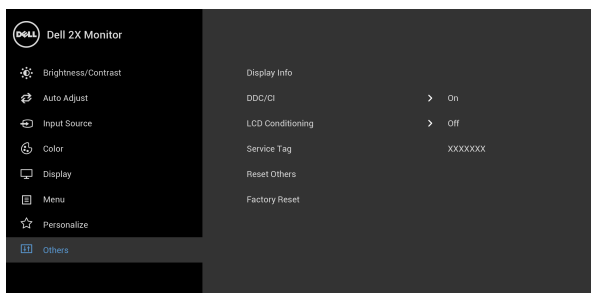 DELL Dell 2X Monitor
Brightness/Contrast
Auto Adjust
Input Source
Color
Display
Menu
Personalize
Others
Display Info
DDC/CI > On
LCD Conditioning > Off
Service Tag XXXXXXX
Reset Others
Factory Reset